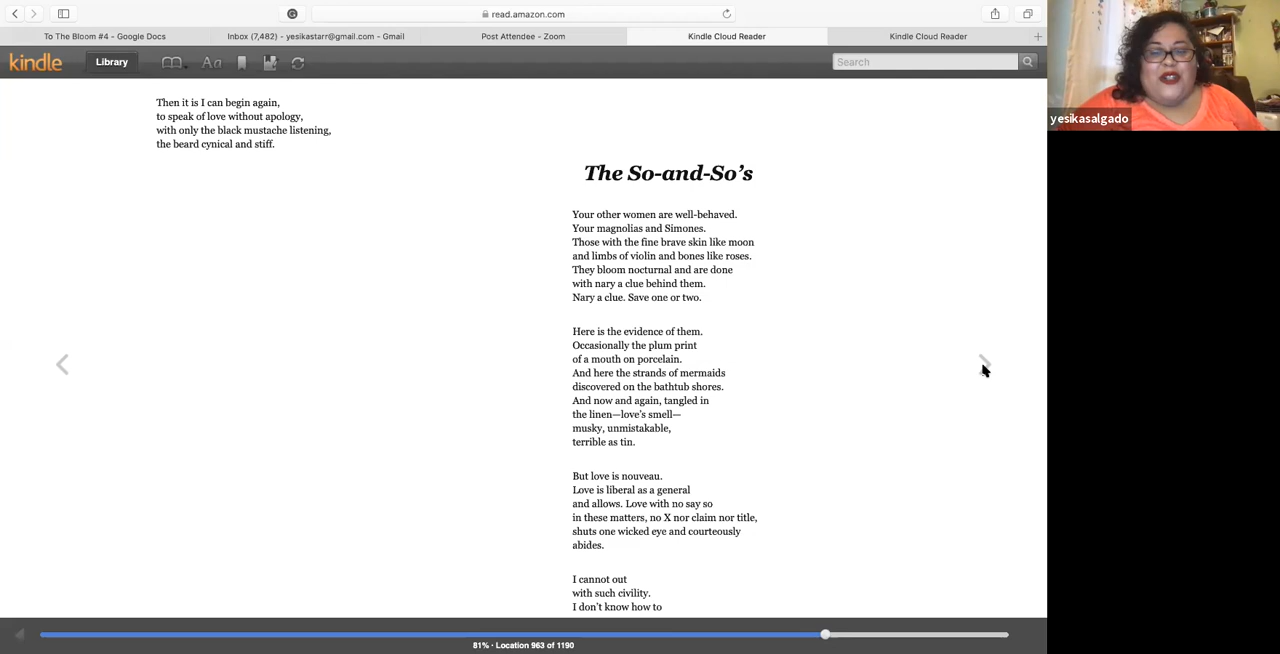 read.amazon.com
To The Bloom #4 - Google Docs
Inbox (7,482) - yesikastarr@gmail.com - Gmail
Post Attendee - Zoom
Kindle Cloud Reader
Kindle Cloud Reader
kindle
Library
Aa
Search
yesikasalgado
Then it is I can begin again,
to speak of love without apology,
with only the black mustache listening,
the beard cynical and stiff.
The So-and-So's
Your other women are well-behaved.
Your magnolias and Simones.
Those with the fine brave skin like moon
and limbs of violin and bones like roses.
They bloom nocturnal and are done
with nary a clue behind them.
Nary a clue. Save one or two.
Here is the evidence of them.
Occasionally the plum print
of a mouth on porcelain.
And here the strands of mermaids
discovered on the bathtub shores.
And now and again, tangled in
the linen—love's smell—
musky, unmistakable,
terrible as tin.
But love is nouveau.
Love is liberal as a general
and allows. Love with no say so
in these matters, no X nor claim nor title,
shuts one wicked eye and courteously
abides.
I cannot out
with such civility.
I don't know how to
81% · Location 963 of 1190